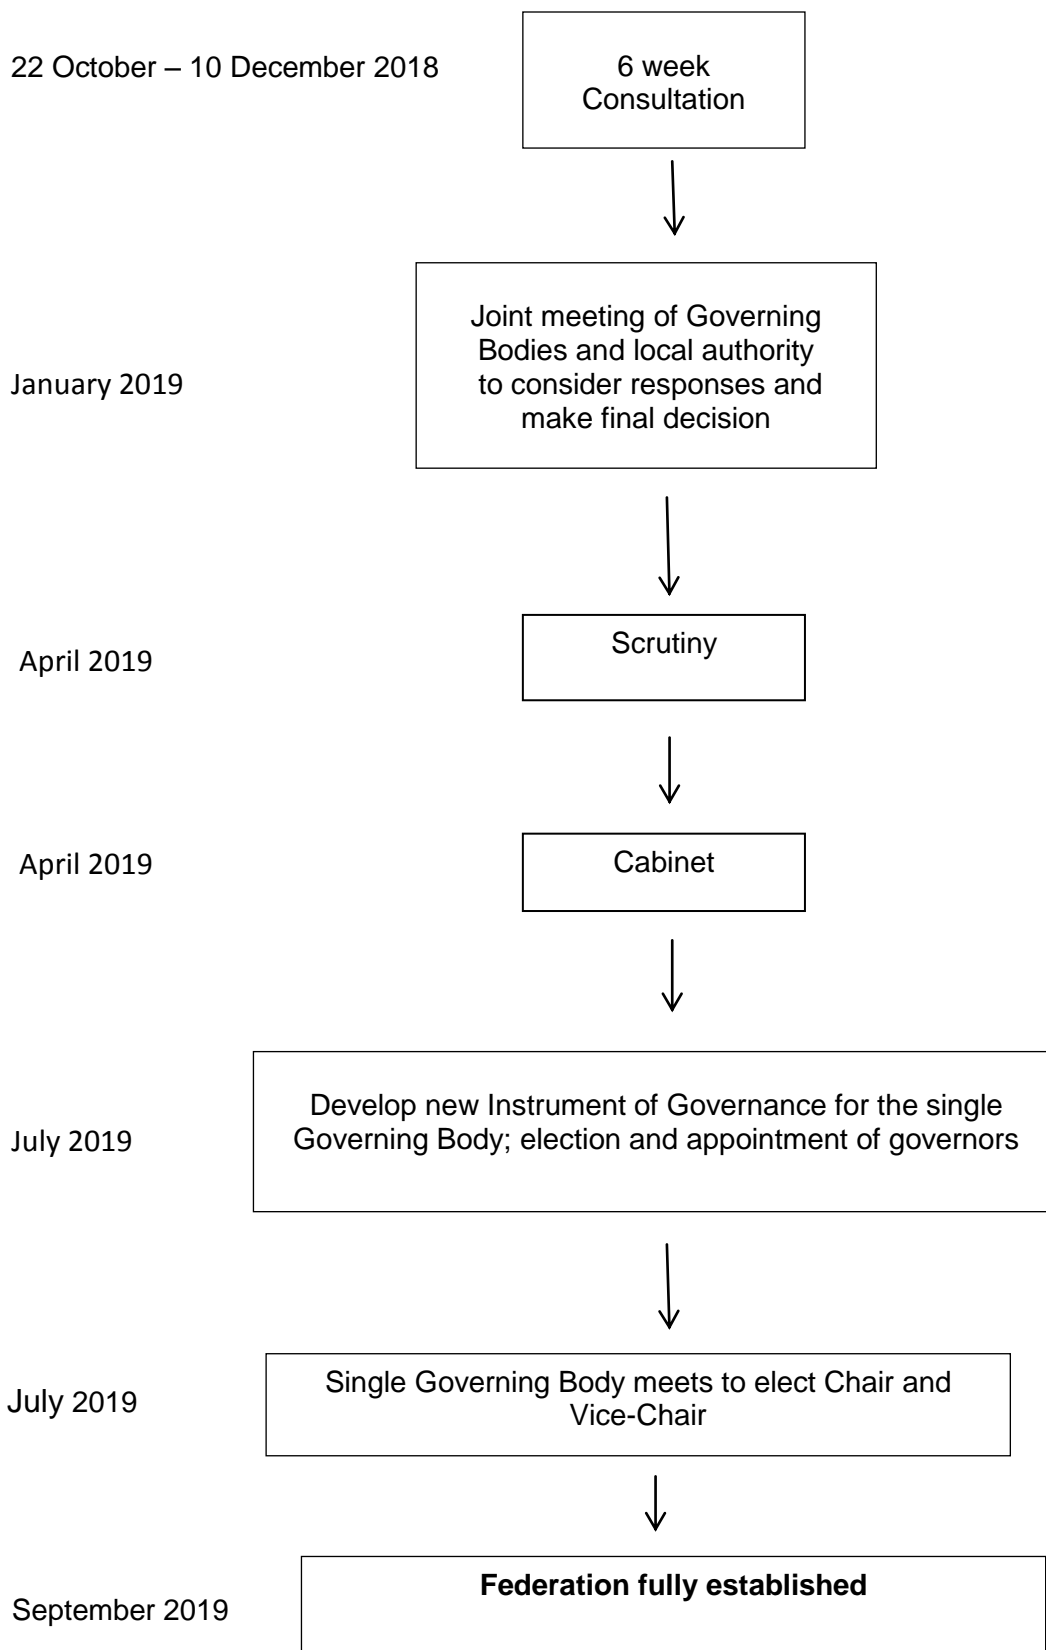 22 October – 10 December 2018
6 week
Consultation
January 2019
Joint meeting of Governing
Bodies and local authority
to consider responses and
make final decision
April 2019
Scrutiny
April 2019
Cabinet
July 2019
Develop new Instrument of Governance for the single
Governing Body; election and appointment of governors
July 2019
Single Governing Body meets to elect Chair and
Vice-Chair
September 2019
Federation fully established